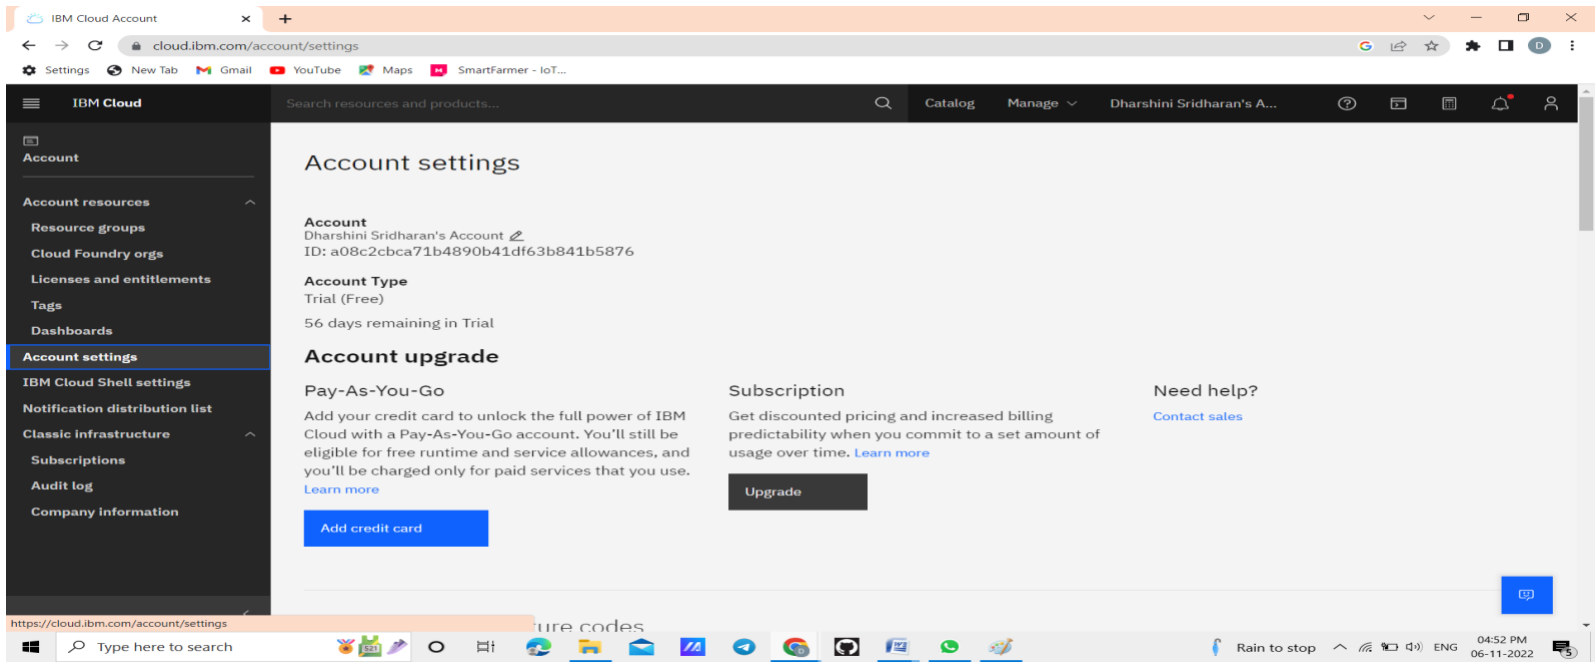 IBM Cloud Account
cloud.ibm.com/account/settings
Settings New Tab Gmail YouTube Maps SmartFarmer - IoT...
IBM Cloud Search resources and products... Catalog Manage Dharshini Sridharan's A...
Account
Account resources
Resource groups
Cloud Foundry orgs
Licenses and entitlements
Tags
Dashboards
Account settings
IBM Cloud Shell settings
Notification distribution list
Classic infrastructure
Subscriptions
Audit log
Company information
Account settings
Account
Dharshini Sridharan's Account
ID: a08c2cbca71b4890b41df63b841b5876
Account Type
Trial (Free)
56 days remaining in Trial
Account upgrade
Pay-As-You-Go
Add your credit card to unlock the full power of IBM
Cloud with a Pay-As-You-Go account. You'll still be
eligible for free runtime and service allowances, and
you'll be charged only for paid services that you use.
Learn more
Add credit card
Subscription
Get discounted pricing and increased billing
predictability when you commit to a set amount of
usage over time. Learn more
Upgrade
Need help?
Contact sales
ure codes
https://cloud.ibm.com/account/settings
Type here to search
Rain to stop ENG
04:52 PM
06-11-2022